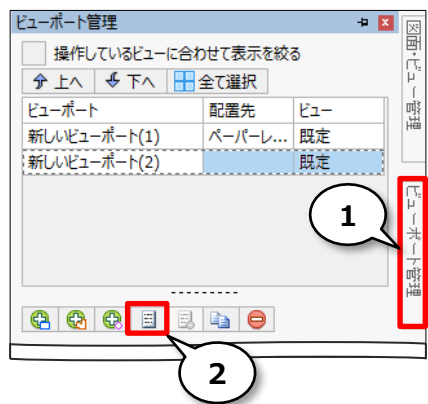 ビューポート管理
操作しているビューに合わせて表示を絞る
上へ 下へ 全て選択
ビューポート 配置先 ビュー
新しいビューポート(1) ペーパーレ... 既定
新しいビューポート(2) 既定
図面・ビュー管理
ビューポート管理
1
2